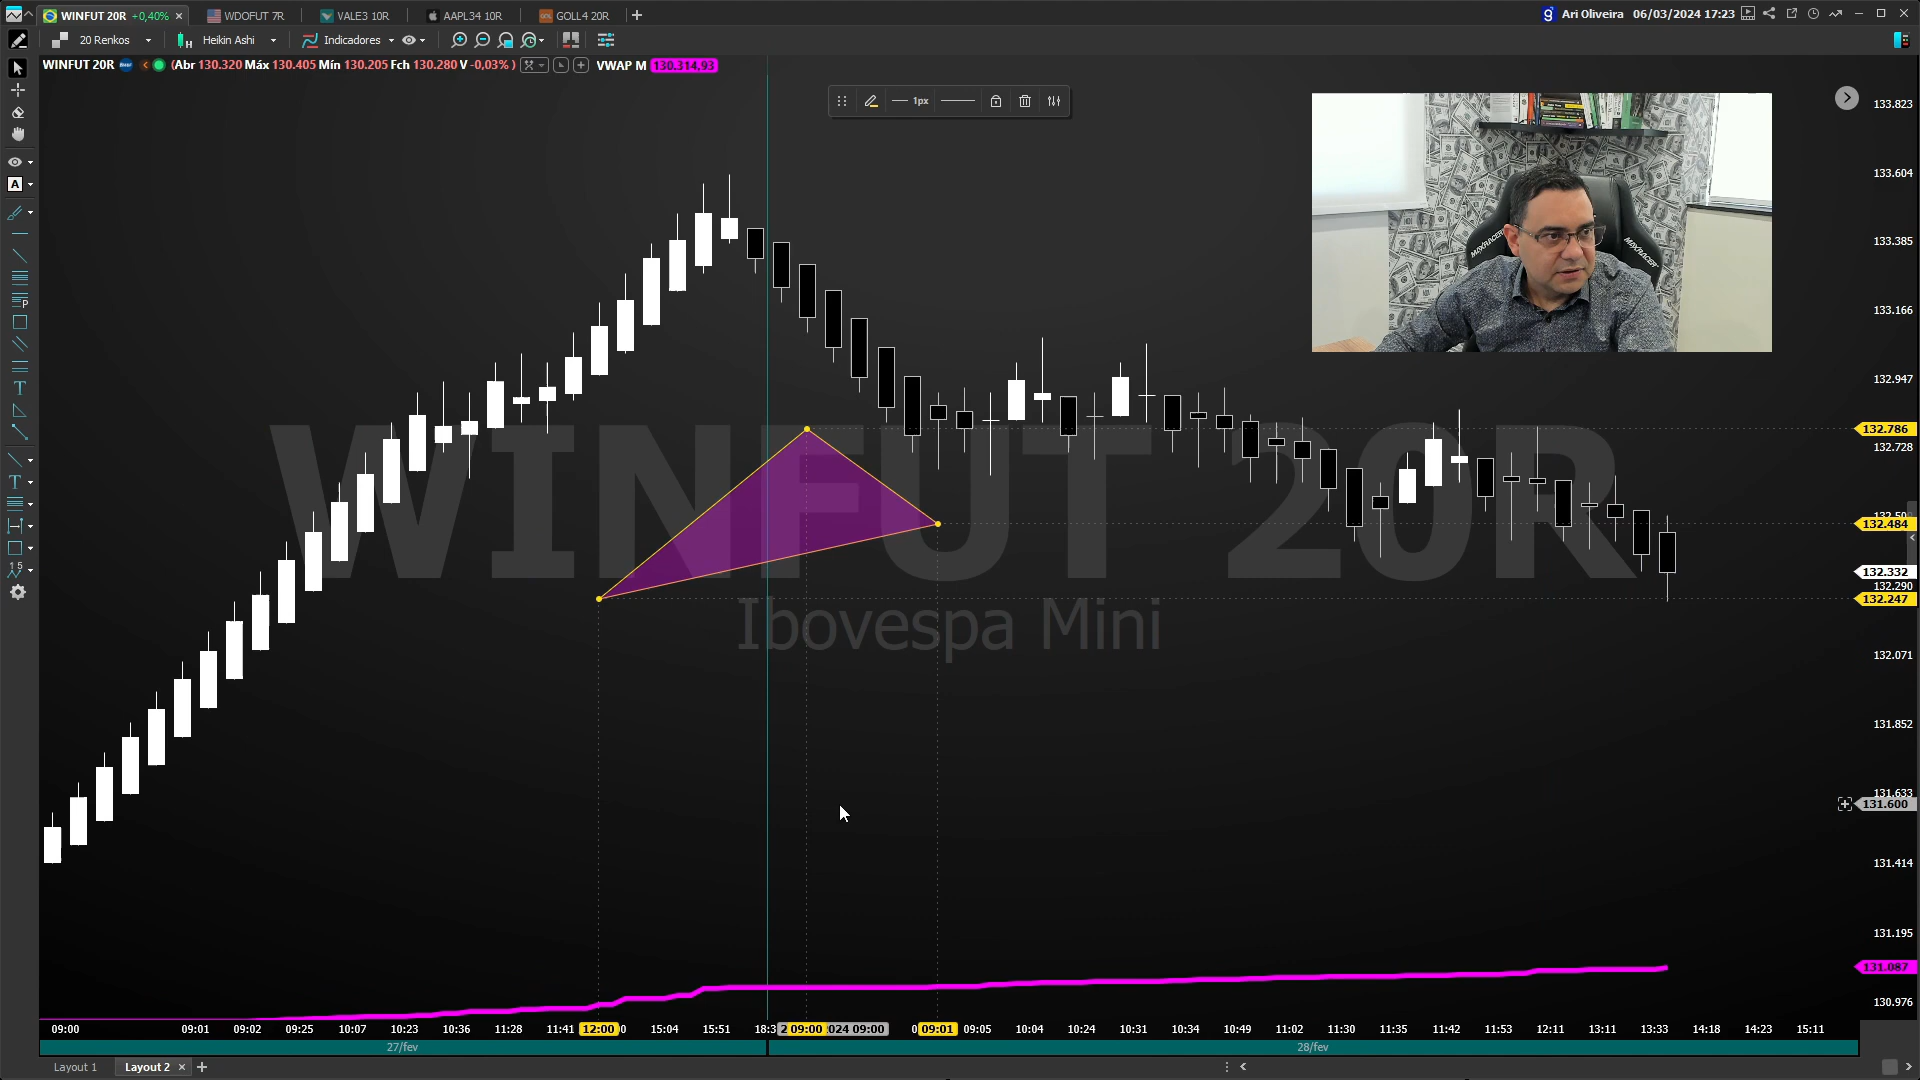 WINFUT 20R +0,40% WDOFUT 7R VALE3 10R AAPL34 10R GOLL4 20R
Ari Oliveira 06/03/2024 17:23
20 Renkos Heikin Ashi Indicadores
WINFUT 20R (Abr 130.320 Máx 130.405 Mín 130.205 Fch 130.280 V -0,03% ) VWAP M 130.314,93
1px
MAXRACER MAXRACER
WINFUT 20R
Ibovespa Mini
133.823
133.604
133.385
133.166
132.947
132.786
132.728
132.484
132.332
132.290
132.247
132.071
131.852
131.633
131.600
131.414
131.195
131.087
130.976
09:00 09:01 09:02 09:25 10:07 10:23 10:36 11:28 11:41 12:00 15:04 15:51 18:3 09:00 024 09:00 09:01 09:05 10:04 10:24 10:31 10:34 10:49 11:02 11:30 11:35 11:42 11:53 12:11 13:11 13:33 14:18 14:23 15:11
27/fev 28/fev
Layout 1 Layout 2